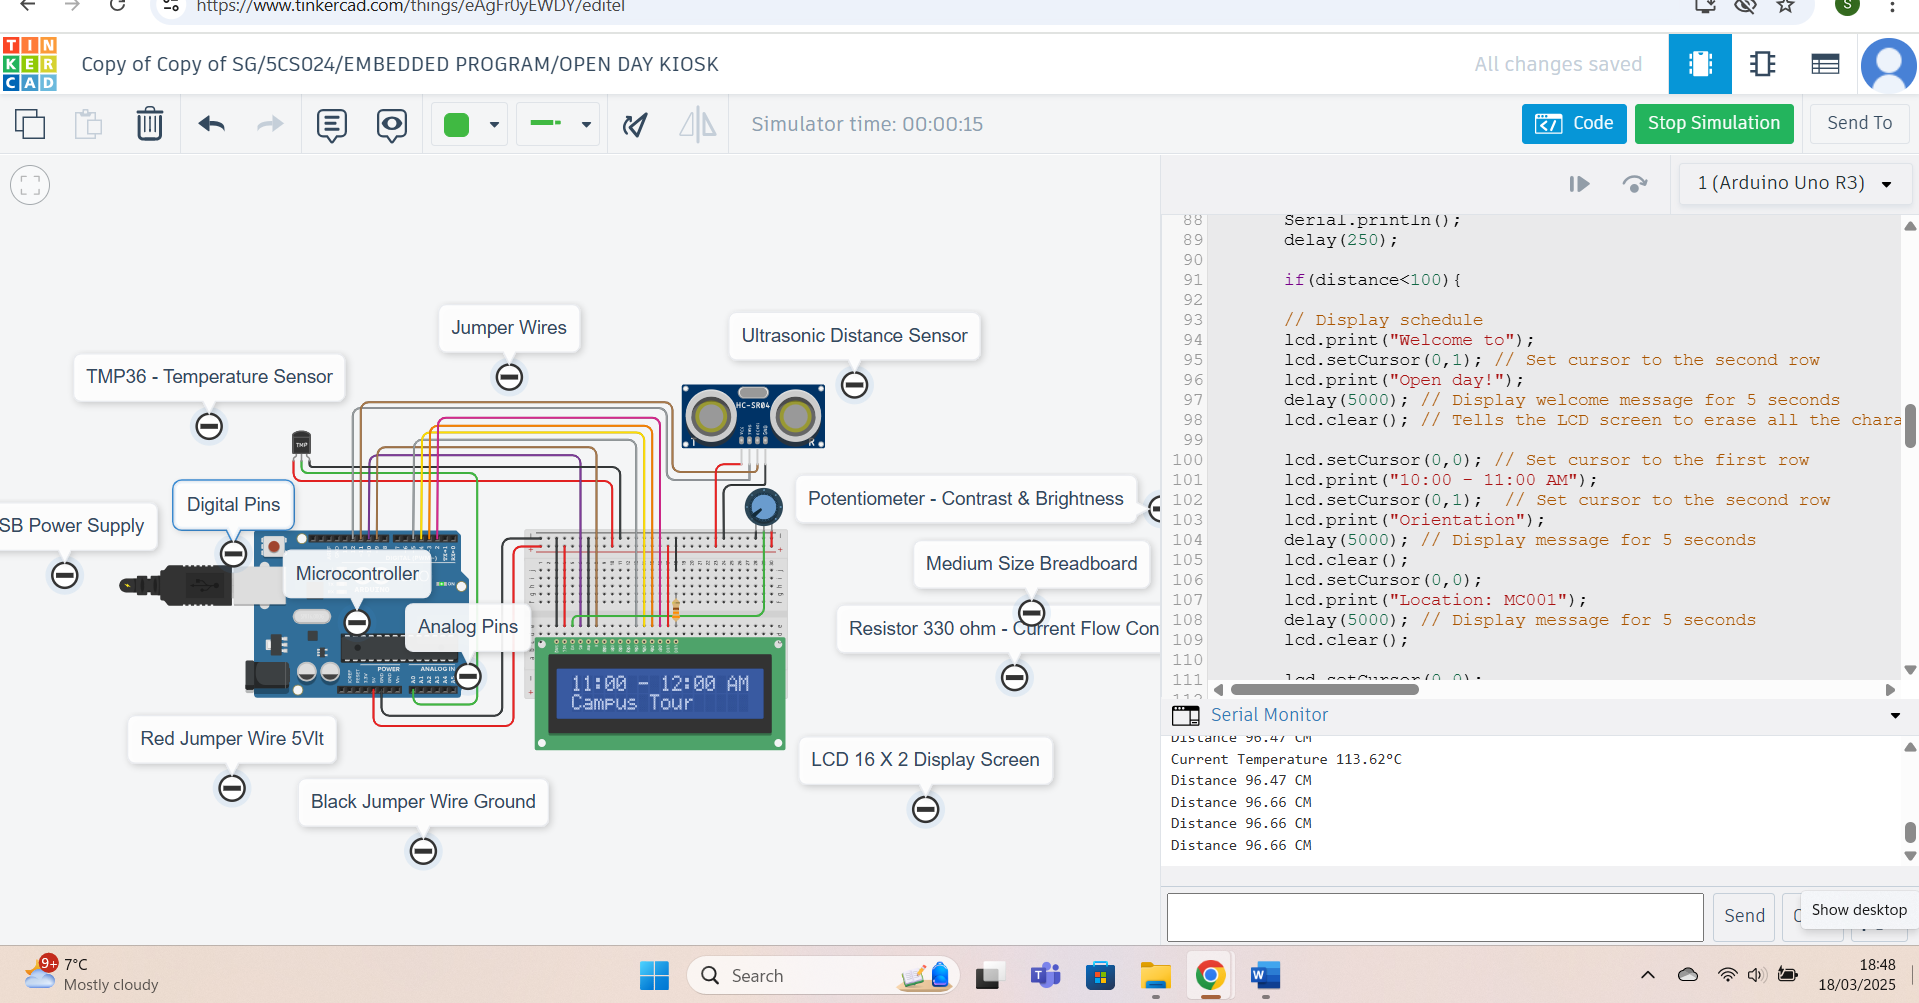 https://www.tinkercad.com/things/eAgFr0yEWDY/editel
S
TIN
KER
CAD
Copy of Copy of SG/5CS024/EMBEDDED PROGRAM/OPEN DAY KIOSK
All changes saved
Simulator time: 00:00:15
Code
Stop Simulation
Send To
1 (Arduino Uno R3)
Jumper Wires
Ultrasonic Distance Sensor
TMP36 - Temperature Sensor
HC-SR04
T
R
TMP
Digital Pins
SB Power Supply
Potentiometer - Contrast & Brightness
Microcontroller
Medium Size Breadboard
Analog Pins
Resistor 330 ohm - Current Flow Con
POWER
ANALOG IN
11:00 - 12:00 AM
Campus Tour
Red Jumper Wire 5Vlt
LCD 16 X 2 Display Screen
Black Jumper Wire Ground
88 Serial.println();
89 delay(250);
90
91 if(distance<100){
92
93 // Display schedule
94 lcd.print("Welcome to");
95 lcd.setCursor(0,1); // Set cursor to the second row
96 lcd.print("Open day!");
97 delay(5000); // Display welcome message for 5 seconds
98 lcd.clear(); // Tells the LCD screen to erase all the chara
99
100 lcd.setCursor(0,0); // Set cursor to the first row
101 lcd.print("10:00 - 11:00 AM");
102 lcd.setCursor(0,1); // Set cursor to the second row
103 lcd.print("Orientation");
104 delay(5000); // Display message for 5 seconds
105 lcd.clear();
106 lcd.setCursor(0,0);
107 lcd.print("Location: MC001");
108 delay(5000); // Display message for 5 seconds
109 lcd.clear();
110
111 lcd.setCursor(0,0);
112
Serial Monitor
Distance 96.47 CM
Current Temperature 113.62°C
Distance 96.47 CM
Distance 96.66 CM
Distance 96.66 CM
Distance 96.66 CM
Send
Show desktop
9+
7°C
Mostly cloudy
Search
18:48
18/03/2025